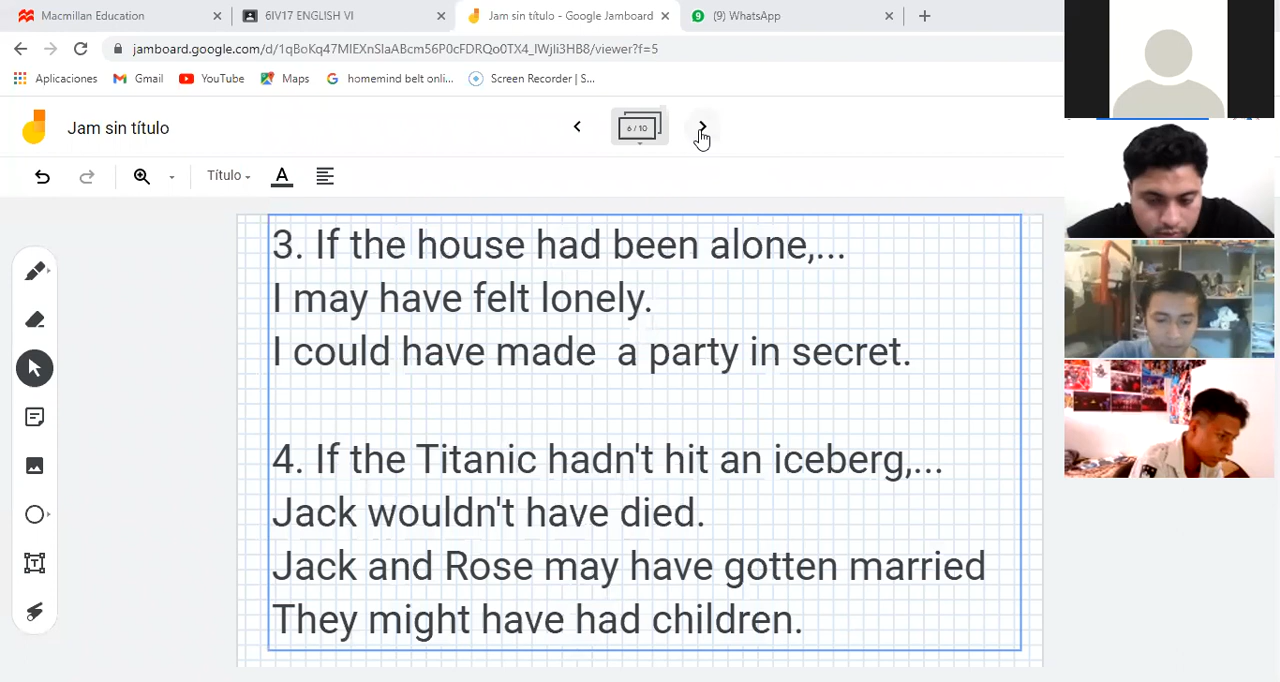 Macmillan Education
6IV17 ENGLISH VI
Jam sin título - Google Jamboard
(9) WhatsApp
jamboard.google.com/d/1qBoKq47MIEXnSlaABcm56P0cFDRQo0TX4_IWJli3HB8/viewer?f=5
Aplicaciones
Gmail
YouTube
Maps
homemind belt onli...
Screen Recorder | S...
Jam sin título
6 / 10
Título
3. If the house had been alone,...
I may have felt lonely.
I could have made a party in secret.
4. If the Titanic hadn't hit an iceberg,...
Jack wouldn't have died.
Jack and Rose may have gotten married
They might have had children.